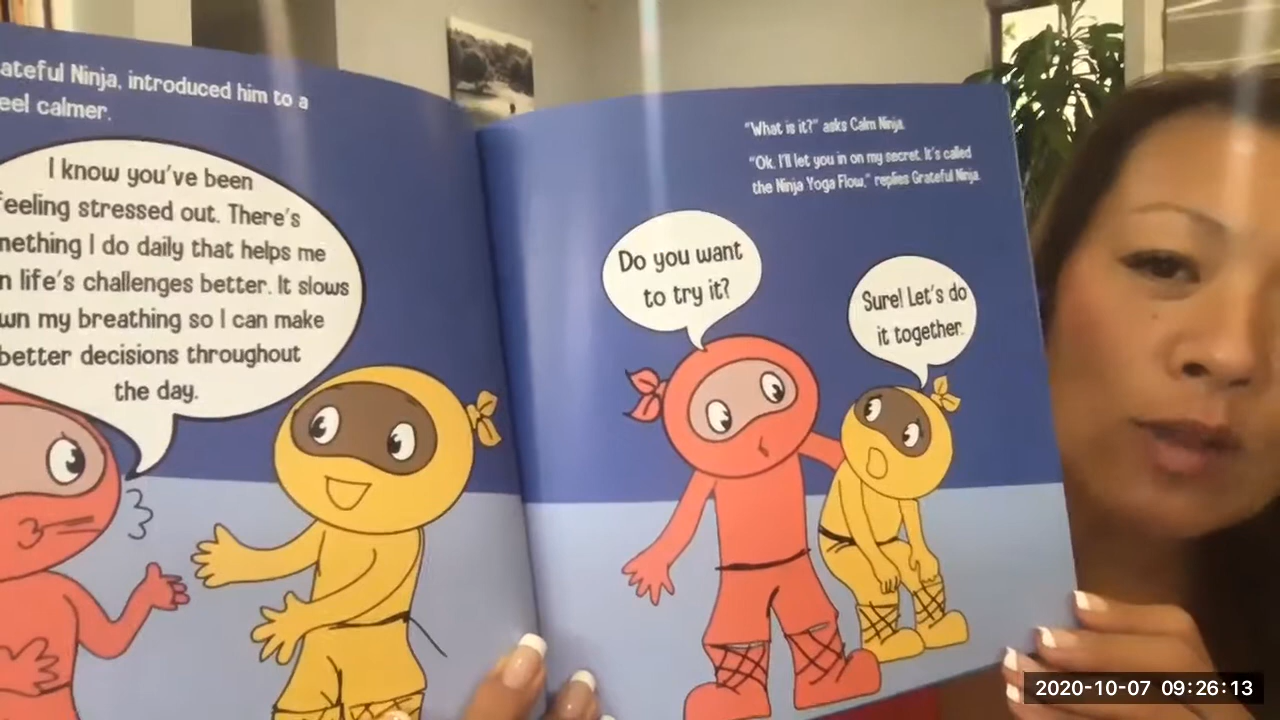 ateful Ninja, introduced him to a
eel calmer.
I know you've been
feeling stressed out. There's
mething I do daily that helps me
n life's challenges better. It slows
wn my breathing so I can make
better decisions throughout
the day.
"What is it?" asks Calm Ninja.
"Ok. I'll let you in on my secret. It's called
the Ninja Yoga Flow," replies Grateful Ninja.
Do you want
to try it?
Sure! Let's do
it together.
2020-10-07 09:26:13